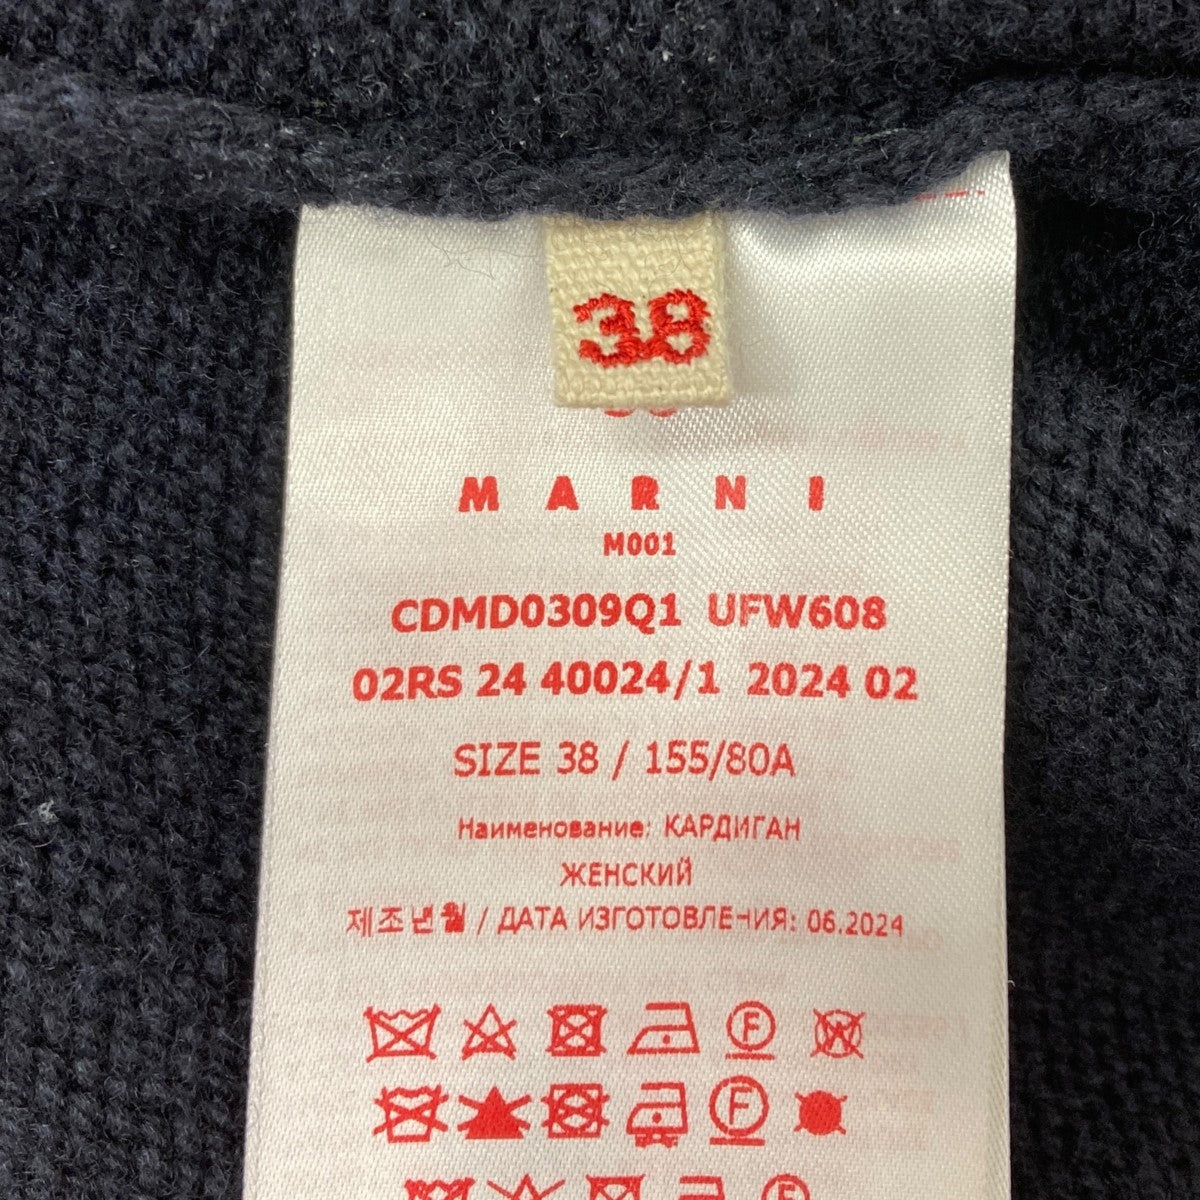 38
MARNI
M001
CDMD0309Q1 UFW608
02RS 24 40024/1 2024 02
SIZE 38 / 155/80A
Наименование: КАРДИГАН
ЖЕНСКИЙ
제조년월 / ДАТА ИЗГОТОВЛЕНИЯ: 06.2024
F W
F